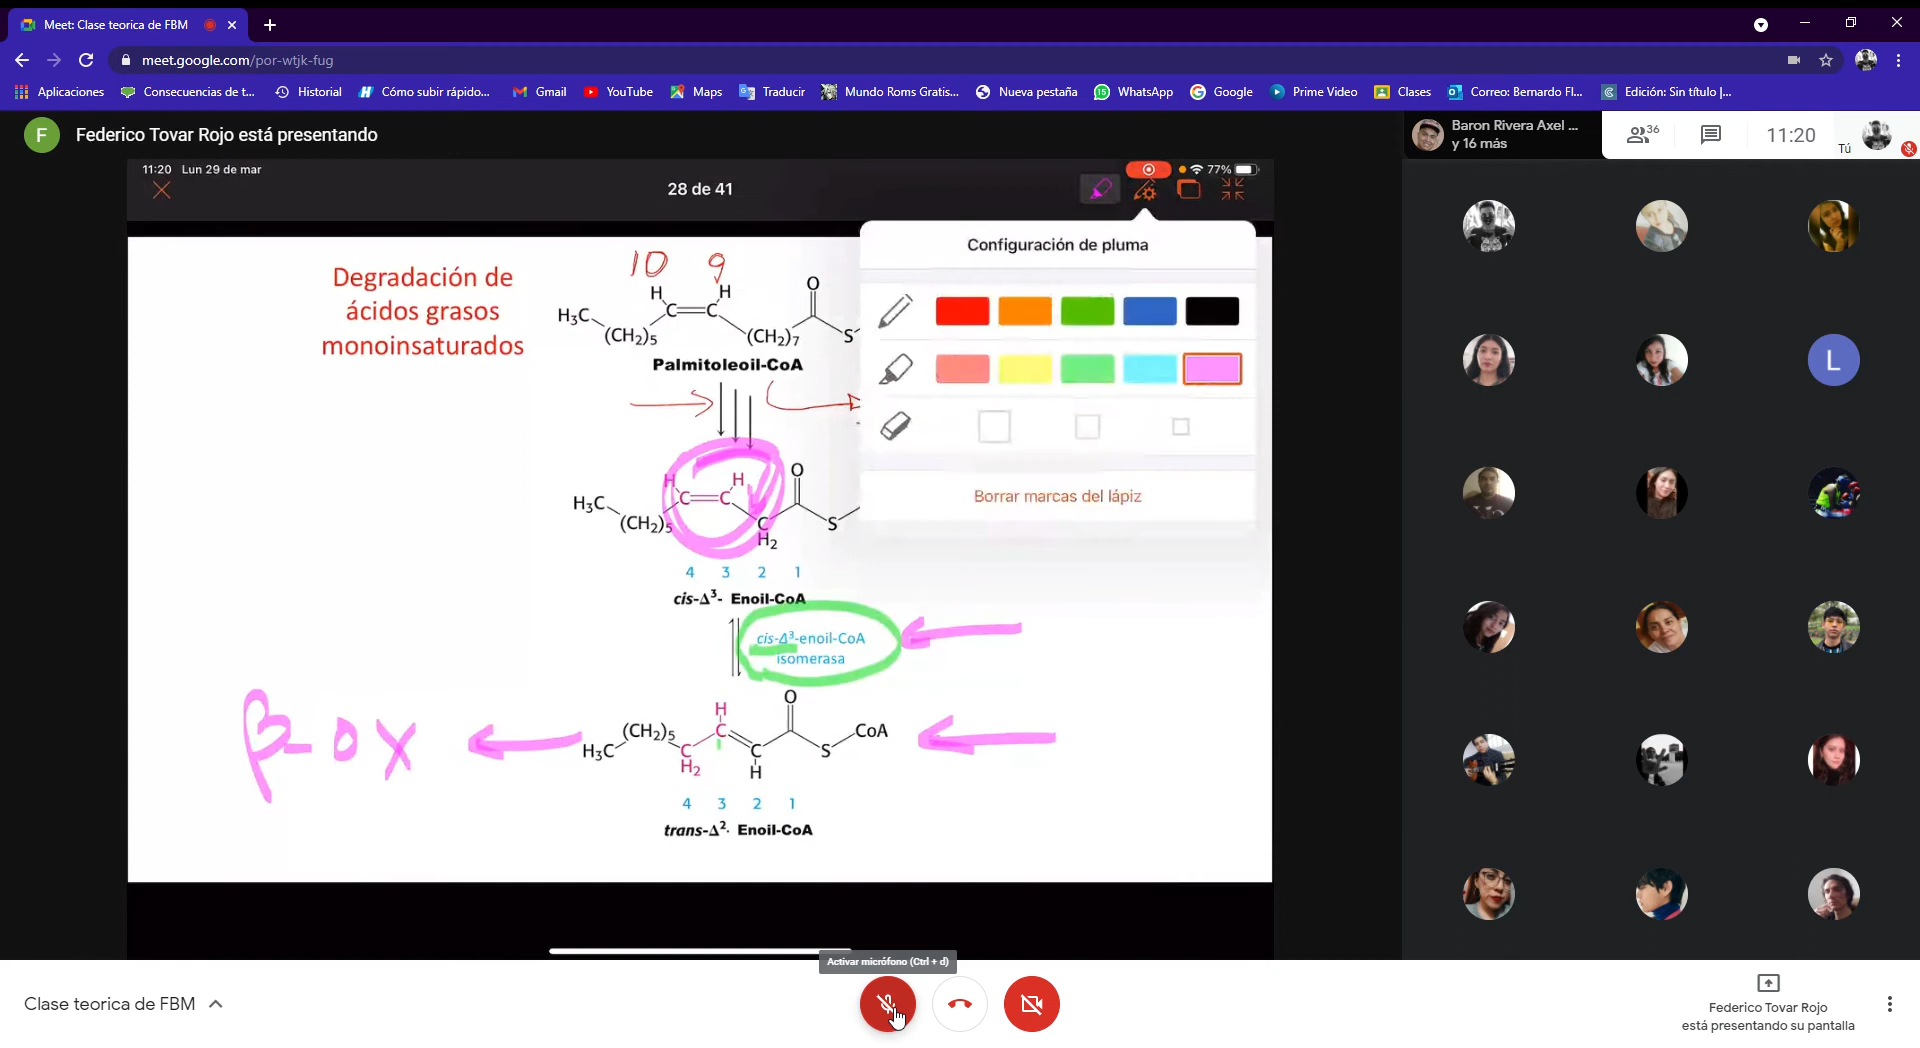 Meet: Clase teorica de FBM
meet.google.com/por-wtjk-fug
Aplicaciones Consecuencias de t... Historial Cómo subir rápido... Gmail YouTube Maps Traducir Mundo Roms Gratis... Nueva pestaña WhatsApp Google Prime Video Clases Correo: Bernardo Fl... Edición: Sin título |...
F Federico Tovar Rojo está presentando
Baron Rivera Axel ...
y 16 más
36
11:20
Tú
11:20 Lun 29 de mar
77%
28 de 41
Configuración de pluma
Borrar marcas del lápiz
Degradación de
ácidos grasos
monoinsaturados
10 9
H H O
H₃C C=C
(CH₂)₅ (CH₂)₇ S
Palmitoleoil-CoA
H H O
H₃C C=C
(CH₂)₅ C S
H₂
4 3 2 1
cis-Δ³- Enoil-CoA
cis-Δ³-enoil-CoA
isomerasa
β-OX
H O
(CH₂)₅ C CoA
H₃C C C S
H₂ H
4 3 2 1
trans-Δ²- Enoil-CoA
L
Activar micrófono (Ctrl + d)
Clase teorica de FBM
Federico Tovar Rojo
está presentando su pantalla